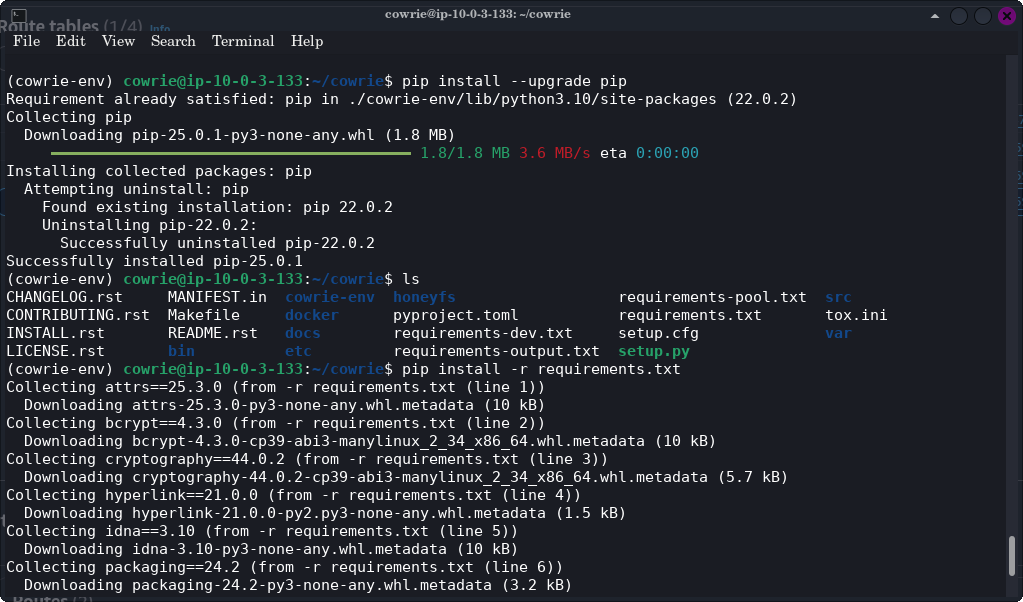 cowrie@ip-10-0-3-133: ~/cowrie
Route tables (1/4) Info
File Edit View Search Terminal Help
(cowrie-env) cowrie@ip-10-0-3-133:~/cowrie$ pip install --upgrade pip
Requirement already satisfied: pip in ./cowrie-env/lib/python3.10/site-packages (22.0.2)
Collecting pip
  Downloading pip-25.0.1-py3-none-any.whl (1.8 MB)
1.8/1.8 MB 3.6 MB/s eta 0:00:00
Installing collected packages: pip
  Attempting uninstall: pip
    Found existing installation: pip 22.0.2
    Uninstalling pip-22.0.2:
      Successfully uninstalled pip-22.0.2
Successfully installed pip-25.0.1
(cowrie-env) cowrie@ip-10-0-3-133:~/cowrie$ ls
CHANGELOG.rst     MANIFEST.in  cowrie-env  honeyfs                  requirements-pool.txt  src
CONTRIBUTING.rst  Makefile     docker      pyproject.toml           requirements.txt       tox.ini
INSTALL.rst       README.rst   docs        requirements-dev.txt     setup.cfg              var
LICENSE.rst       bin          etc         requirements-output.txt  setup.py
(cowrie-env) cowrie@ip-10-0-3-133:~/cowrie$ pip install -r requirements.txt
Collecting attrs==25.3.0 (from -r requirements.txt (line 1))
  Downloading attrs-25.3.0-py3-none-any.whl.metadata (10 kB)
Collecting bcrypt==4.3.0 (from -r requirements.txt (line 2))
  Downloading bcrypt-4.3.0-cp39-abi3-manylinux_2_34_x86_64.whl.metadata (10 kB)
Collecting cryptography==44.0.2 (from -r requirements.txt (line 3))
  Downloading cryptography-44.0.2-cp39-abi3-manylinux_2_34_x86_64.whl.metadata (5.7 kB)
Collecting hyperlink==21.0.0 (from -r requirements.txt (line 4))
  Downloading hyperlink-21.0.0-py2.py3-none-any.whl.metadata (1.5 kB)
Collecting idna==3.10 (from -r requirements.txt (line 5))
  Downloading idna-3.10-py3-none-any.whl.metadata (10 kB)
Collecting packaging==24.2 (from -r requirements.txt (line 6))
  Downloading packaging-24.2-py3-none-any.whl.metadata (3.2 kB)